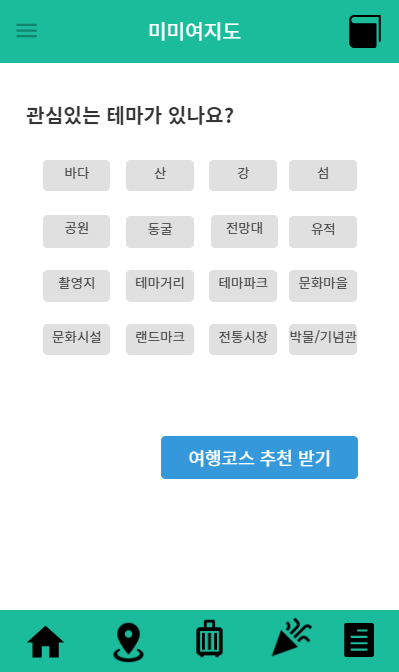 미미여지도
관심있는 테마가 있나요?
바다 산 강 섬
공원 동굴 전망대 유적
촬영지 테마거리 테마파크 문화마을
문화시설 랜드마크 전통시장 박물/기념관
여행코스 추천 받기